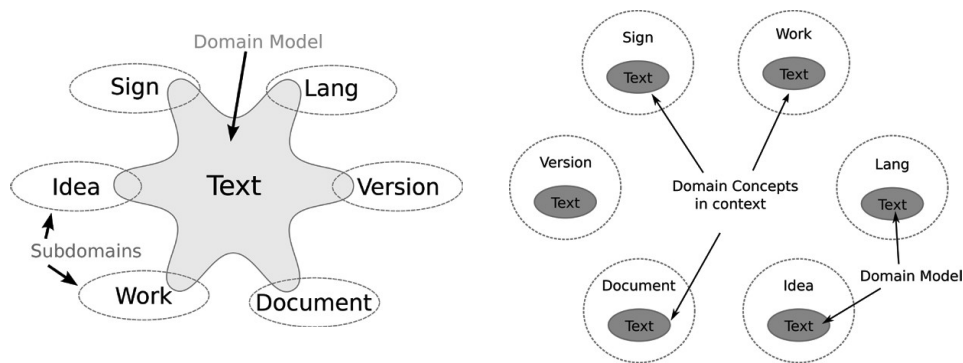 Domain Model
Sign
Lang
Idea
Text
Version
Subdomains
Work
Document
Sign
Text
Work
Text
Version
Text
Domain Concepts
in context
Lang
Text
Document
Text
Idea
Text
Domain Model